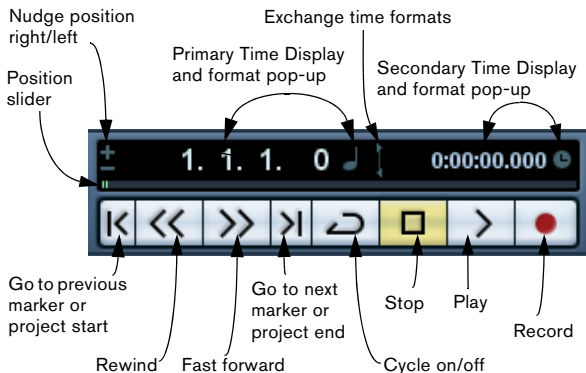 Nudge position
right/left
Exchange time formats
Primary Time Display
and format pop-up
Secondary Time Display
and format pop-up
Position
slider
1. 1. 1. 0
0:00:00.000
Go to previous
marker or
project start
Go to next
marker or
project end
Stop
Play
Record
Rewind
Fast forward
Cycle on/off